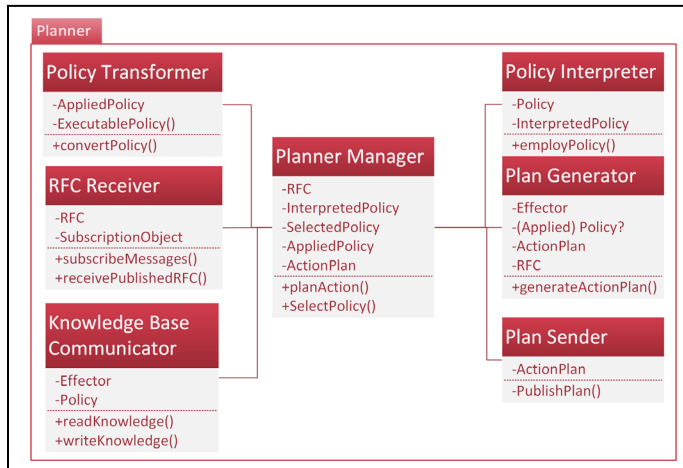 Planner
Policy Transformer
-AppliedPolicy
-ExecutablePolicy()
+convertPolicy()
RFC Receiver
-RFC
-SubscriptionObject
+subscribeMessages()
+receivePublishedRFC()
Knowledge Base
Communicator
-Effector
-Policy
+readKnowledge()
+writeKnowledge()
Planner Manager
-RFC
-InterpretedPolicy
-SelectedPolicy
-AppliedPolicy
-ActionPlan
+planAction()
+SelectPolicy()
Policy Interpreter
-Policy
-InterpretedPolicy
+employPolicy()
Plan Generator
-Effector
-(Applied) Policy?
-ActionPlan
-RFC
+generateActionPlan()
Plan Sender
-ActionPlan
-PublishPlan()